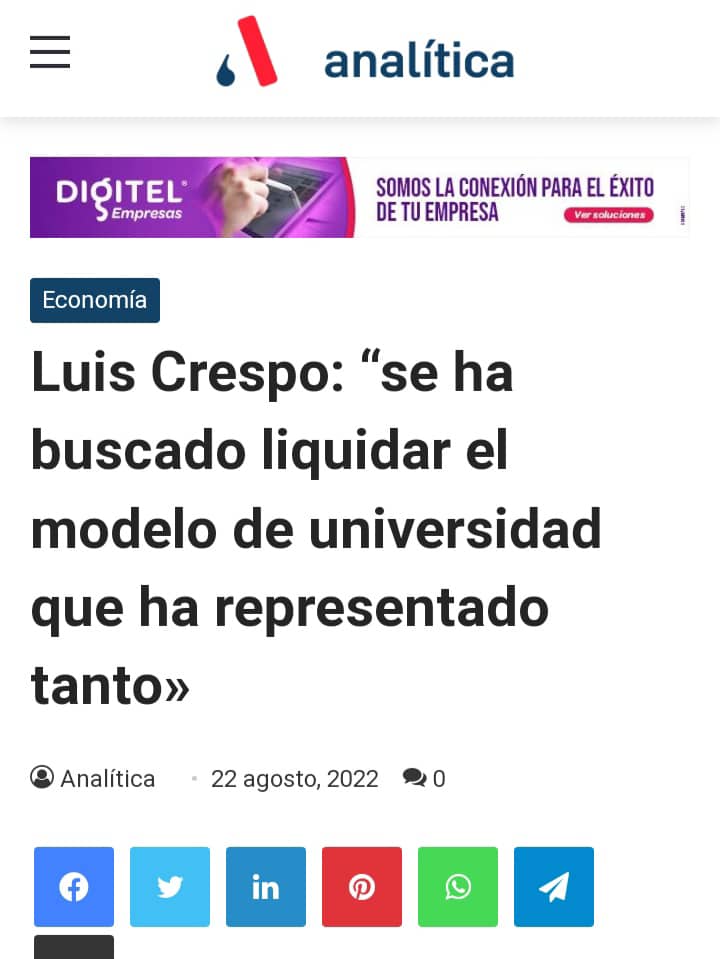 analítica
DIGITEL®
Empresas
SOMOS LA CONEXIÓN PARA EL ÉXITO
DE TU EMPRESA
Ver soluciones
Economía
Luis Crespo: “se ha
buscado liquidar el
modelo de universidad
que ha representado
tanto»
Analítica • 22 agosto, 2022 0
in